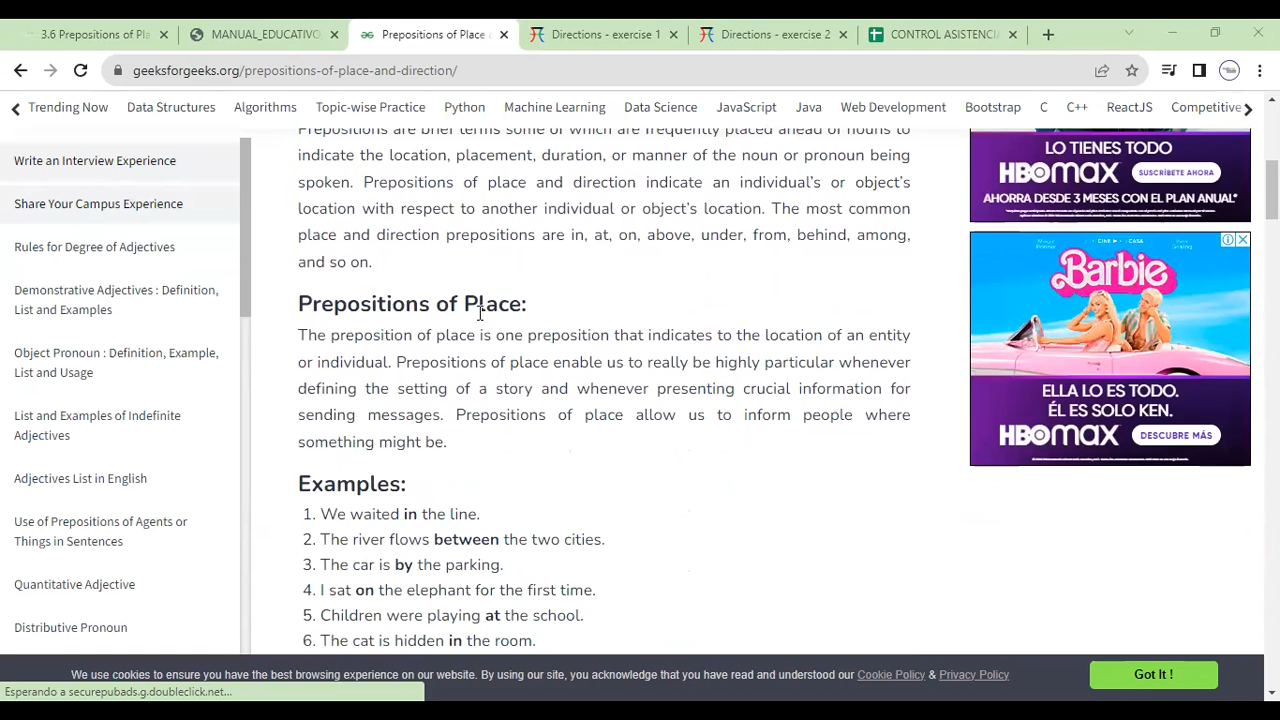 3.6 Prepositions of Pla
MANUAL_EDUCATIVO
Prepositions of Place
Directions - exercise 1
Directions - exercise 2
CONTROL ASISTENCI
geeksforgeeks.org/prepositions-of-place-and-direction/
Trending Now Data Structures Algorithms Topic-wise Practice Python Machine Learning Data Science JavaScript Java Web Development Bootstrap C C++ ReactJS Competitive
Write an Interview Experience
Share Your Campus Experience
Rules for Degree of Adjectives
Demonstrative Adjectives : Definition,
List and Examples
Object Pronoun : Definition, Example,
List and Usage
List and Examples of Indefinite
Adjectives
Adjectives List in English
Use of Prepositions of Agents or
Things in Sentences
Quantitative Adjective
Distributive Pronoun
Prepositions are brief terms some of which are frequently placed ahead of nouns to
indicate the location, placement, duration, or manner of the noun or pronoun being
spoken. Prepositions of place and direction indicate an individual's or object's
location with respect to another individual or object's location. The most common
place and direction prepositions are in, at, on, above, under, from, behind, among,
and so on.
Prepositions of Place:
The preposition of place is one preposition that indicates to the location of an entity
or individual. Prepositions of place enable us to really be highly particular whenever
defining the setting of a story and whenever presenting crucial information for
sending messages. Prepositions of place allow us to inform people where
something might be.
Examples:
1. We waited in the line.
2. The river flows between the two cities.
3. The car is by the parking.
4. I sat on the elephant for the first time.
5. Children were playing at the school.
6. The cat is hidden in the room.
LO TIENES TODO
HBOMAX SUSCRÍBETE AHORA
AHORRA DESDE 3 MESES CON EL PLAN ANUAL.*
CINE CASA
Barbie
ELLA LO ES TODO.
ÉL ES SOLO KEN.
HBOMAX DESCUBRE MÁS
We use cookies to ensure you have the best browsing experience on our website. By using our site, you acknowledge that you have read and understood our Cookie Policy & Privacy Policy
Got It !
Esperando a securepubads.g.doubleclick.net...